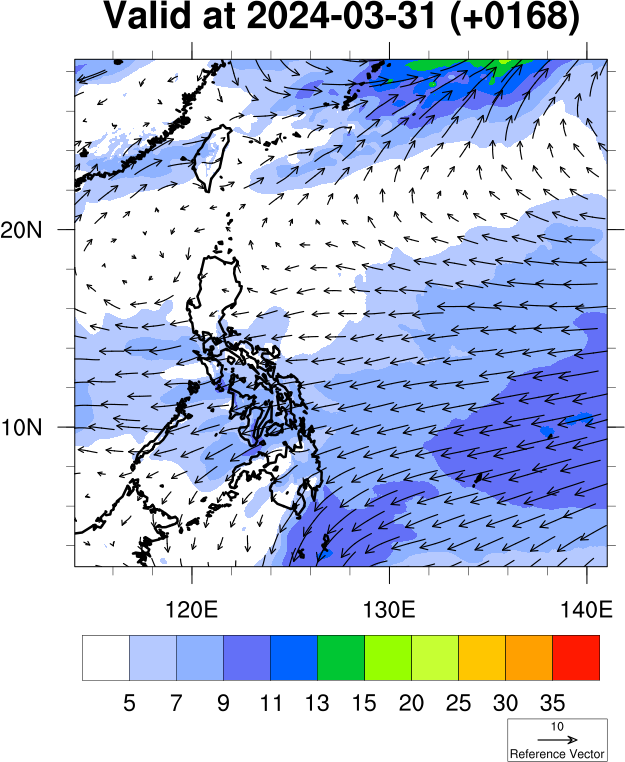 Valid at 2024-03-31 (+0168)
20N
10N
120E 130E 140E
5 7 9 11 13 15 20 25 30 35
10
Reference Vector